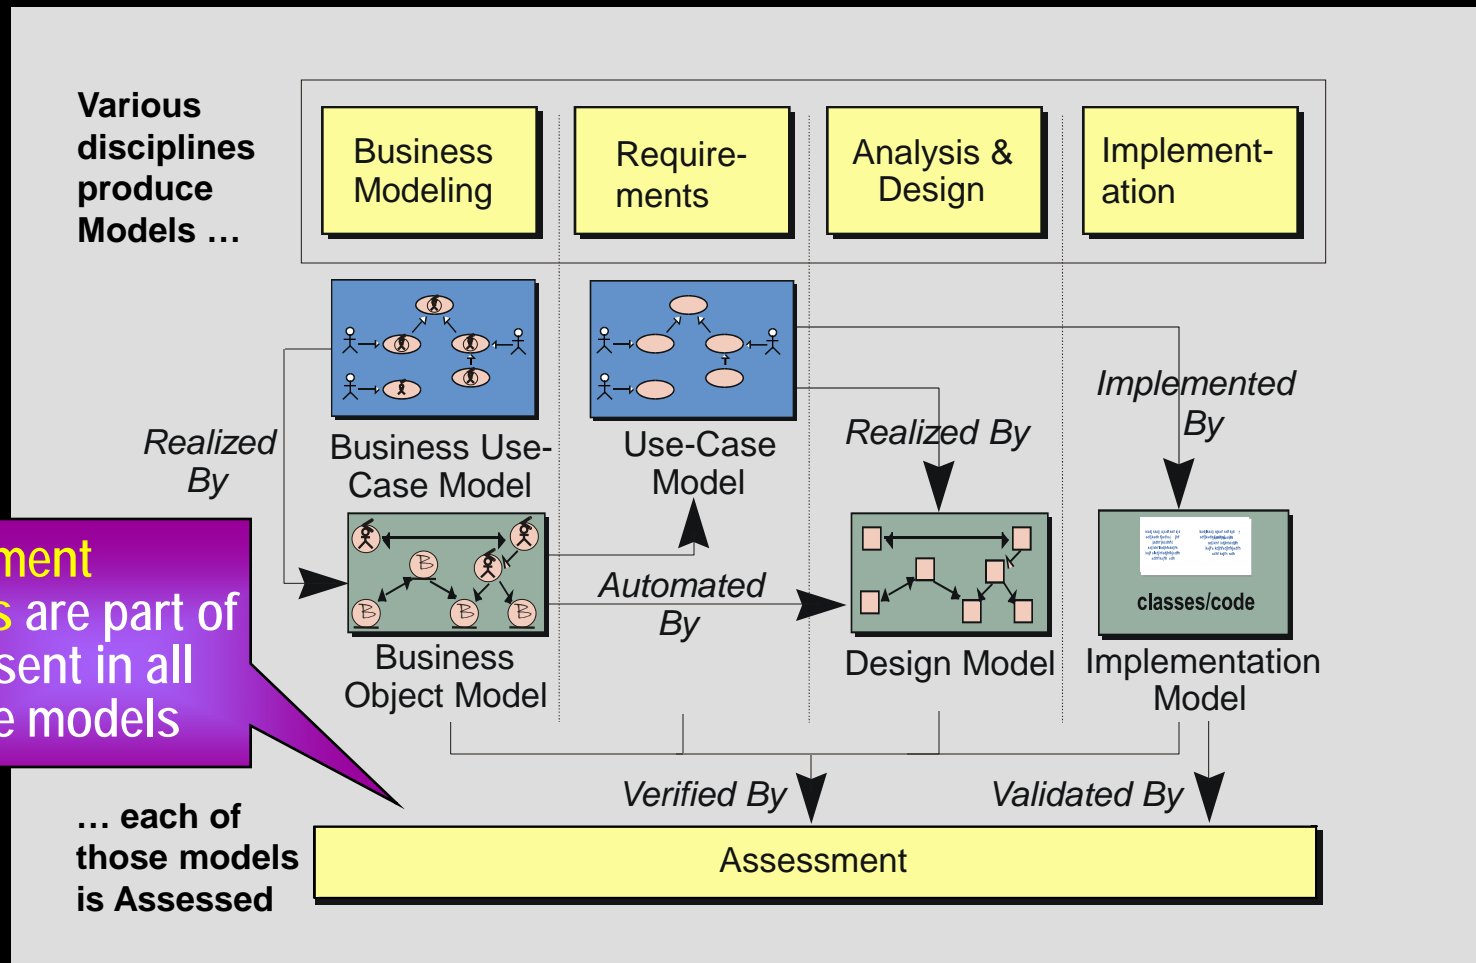 Various
disciplines
produce
Models …
Business
Modeling
Require-
ments
Analysis &
Design
Implement-
ation
Realized
By
Business Use-
Case Model
Use-Case
Model
Realized By
Implemented
By
Automated
By
classes/code
Business
Object Model
Design Model
Implementation
Model
ment
s are part of
sent in all
e models
Verified By
Validated By
… each of
those models
is Assessed
Assessment